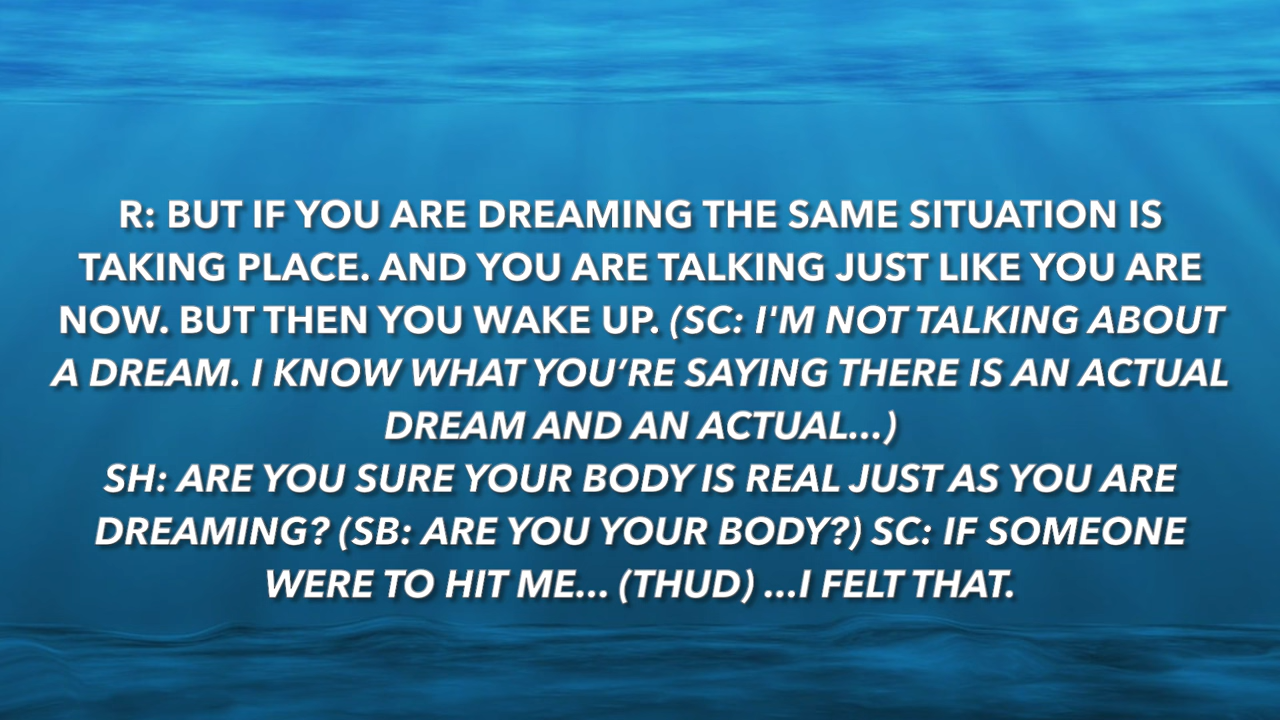 R: BUT IF YOU ARE DREAMING THE SAME SITUATION IS
TAKING PLACE. AND YOU ARE TALKING JUST LIKE YOU ARE
NOW. BUT THEN YOU WAKE UP. (SC: I'M NOT TALKING ABOUT
A DREAM. I KNOW WHAT YOU’RE SAYING THERE IS AN ACTUAL
DREAM AND AN ACTUAL...)
SH: ARE YOU SURE YOUR BODY IS REAL JUST AS YOU ARE
DREAMING? (SB: ARE YOU YOUR BODY?) SC: IF SOMEONE
WERE TO HIT ME... (THUD) ...I FELT THAT.